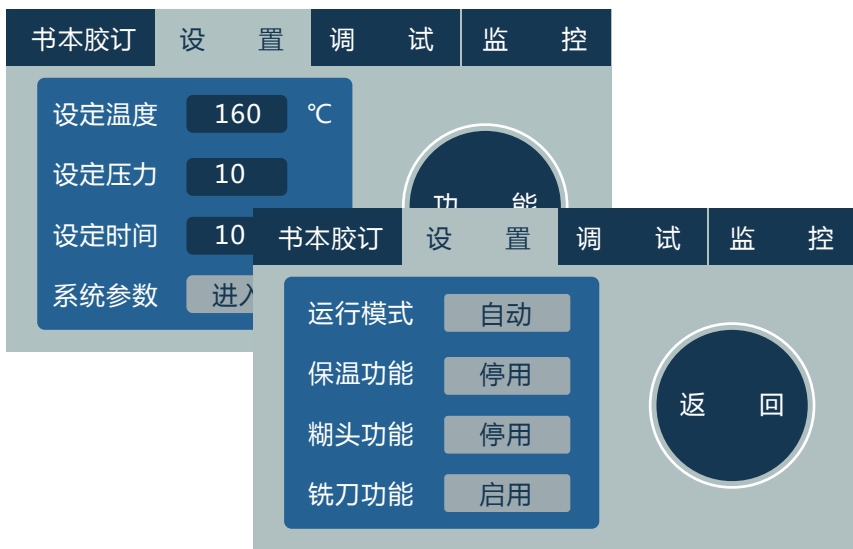 书本胶订 设 置 调 试 监 控
设定温度 160 ℃
设定压力 10
设定时间 10
系统参数 进入
功 能
书本胶订 设 置 调 试 监 控
运行模式 自动
保温功能 停用
糊头功能 停用
铣刀功能 启用
返 回